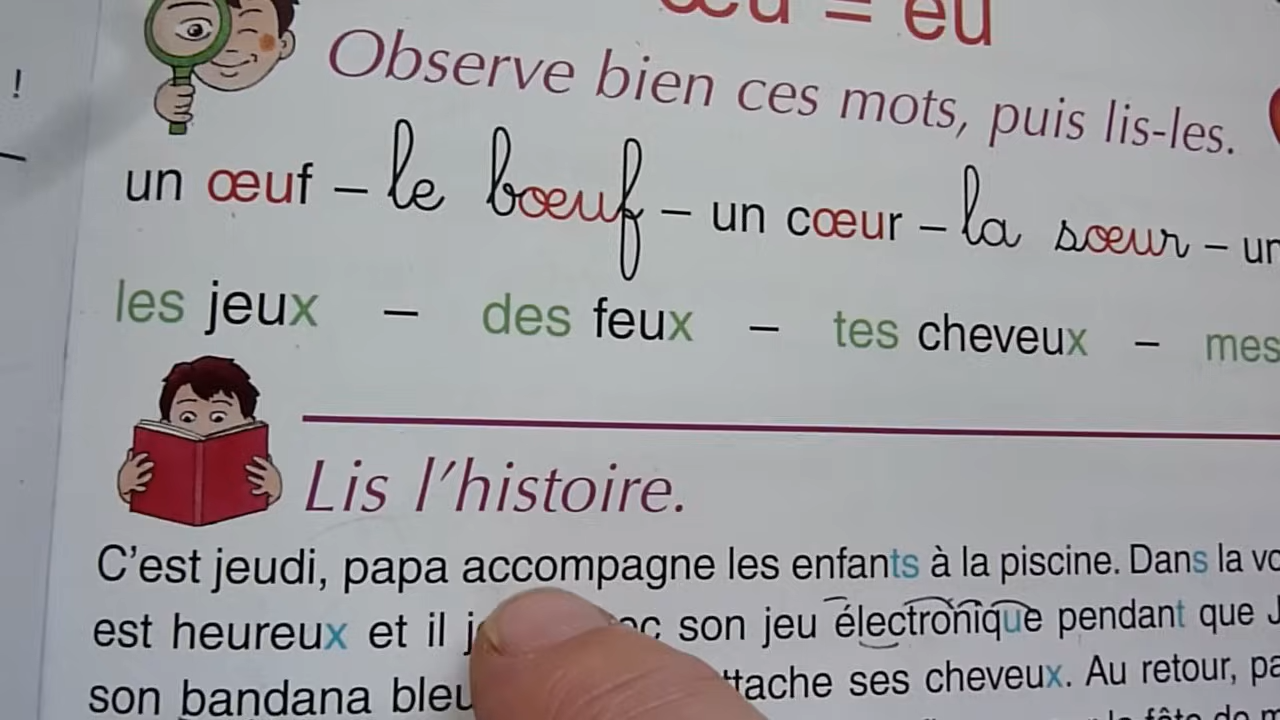 !
œu = eu
Observe bien ces mots, puis lis-les.
un œuf – le bœuf – un cœur – la sœur –
les jeux – des feux – tes cheveux – mes
Lis l'histoire.
C'est jeudi, papa accompagne les enfants à la piscine. Dans la
est heureux et il son jeu électronique pendant que
son bandana bleu ses cheveux. Au retour,